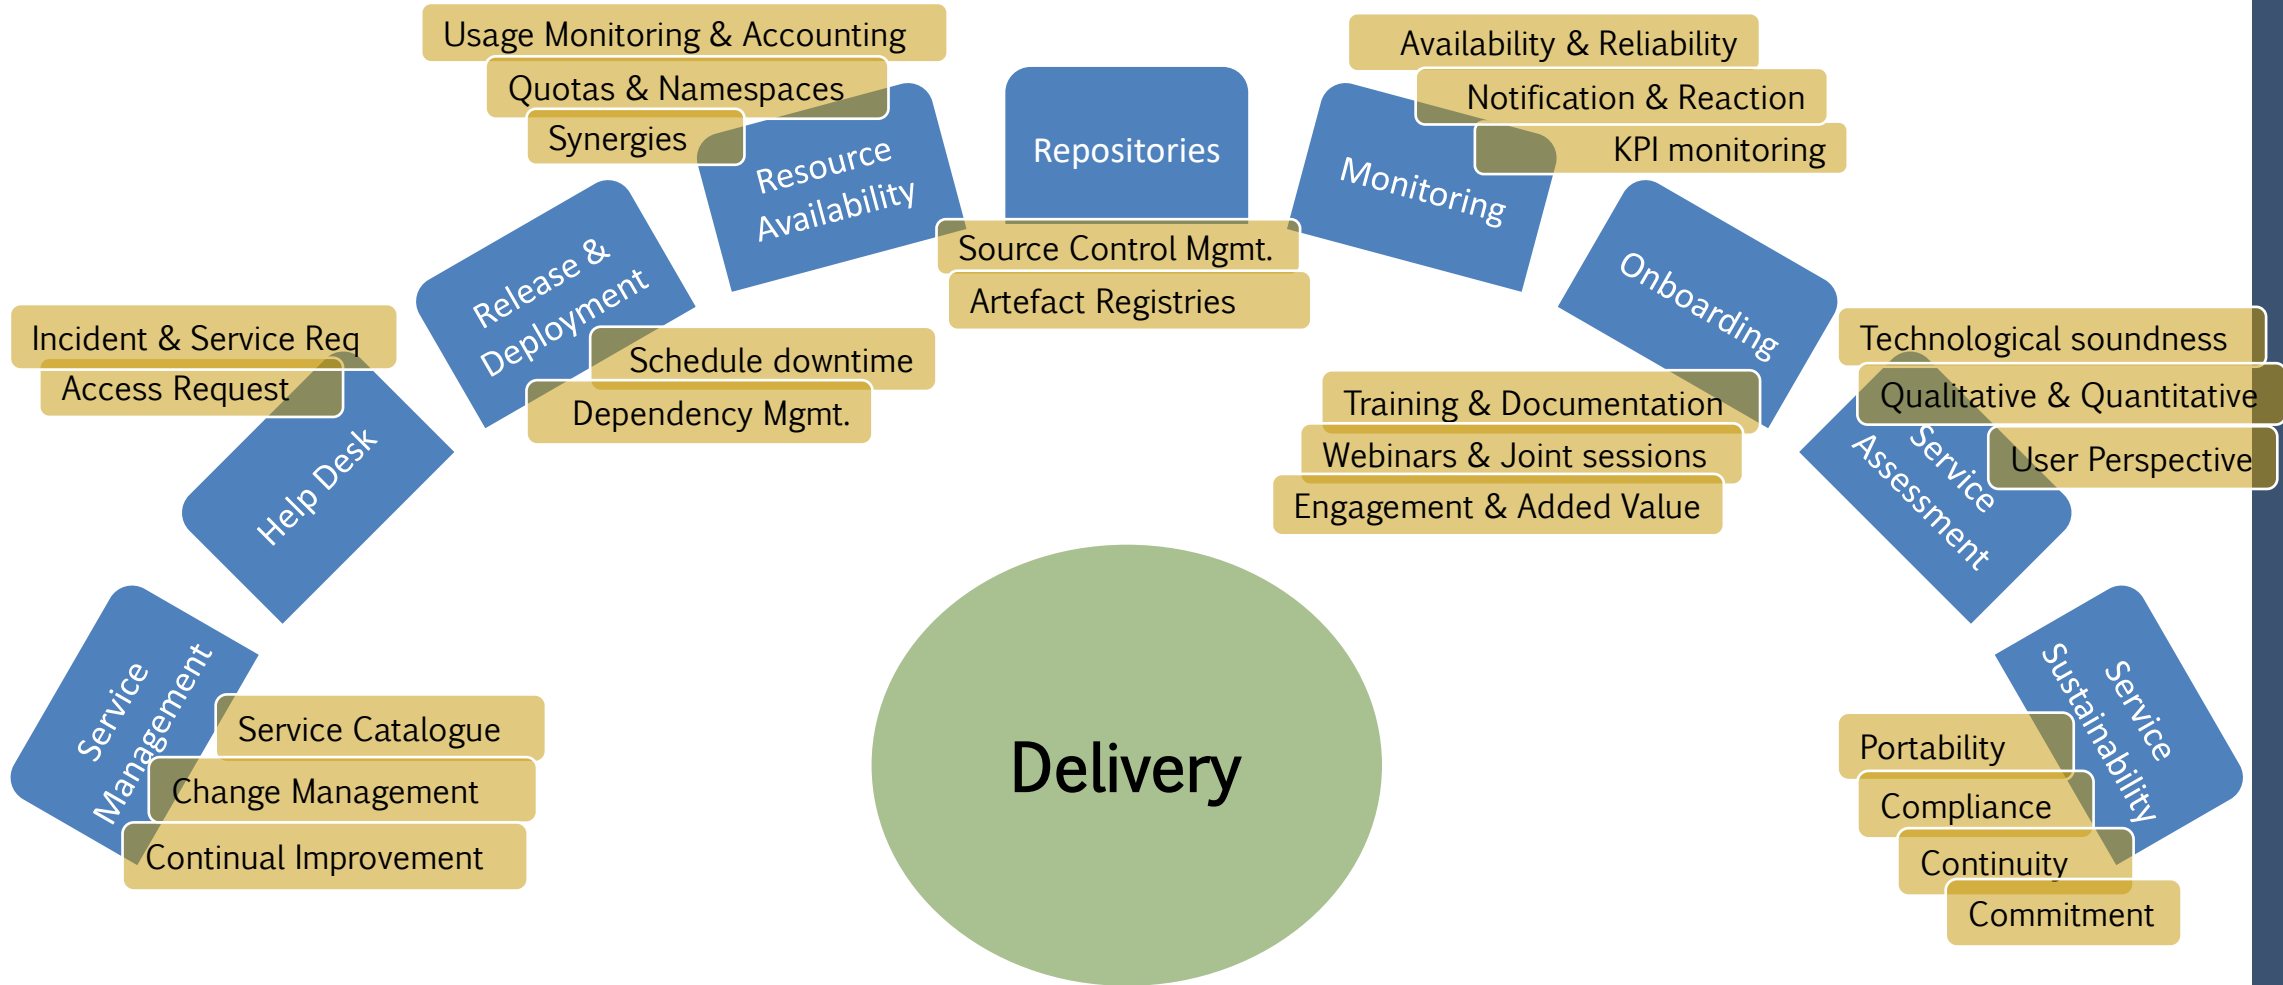 Usage Monitoring & Accounting
Quotas & Namespaces
Synergies
Resource
Availability
Repositories
Source Control Mgmt.
Artefact Registries
Availability & Reliability
Notification & Reaction
KPI monitoring
Monitoring
Release &
Deployment
Schedule downtime
Dependency Mgmt.
Onboarding
Training & Documentation
Webinars & Joint sessions
Engagement & Added Value
Incident & Service Req
Access Request
Help Desk
Technological soundness
Qualitative & Quantitative
User Perspective
Service
Assessment
Service
Management
Service Catalogue
Change Management
Continual Improvement
Delivery
Service
Sustainability
Portability
Compliance
Continuity
Commitment